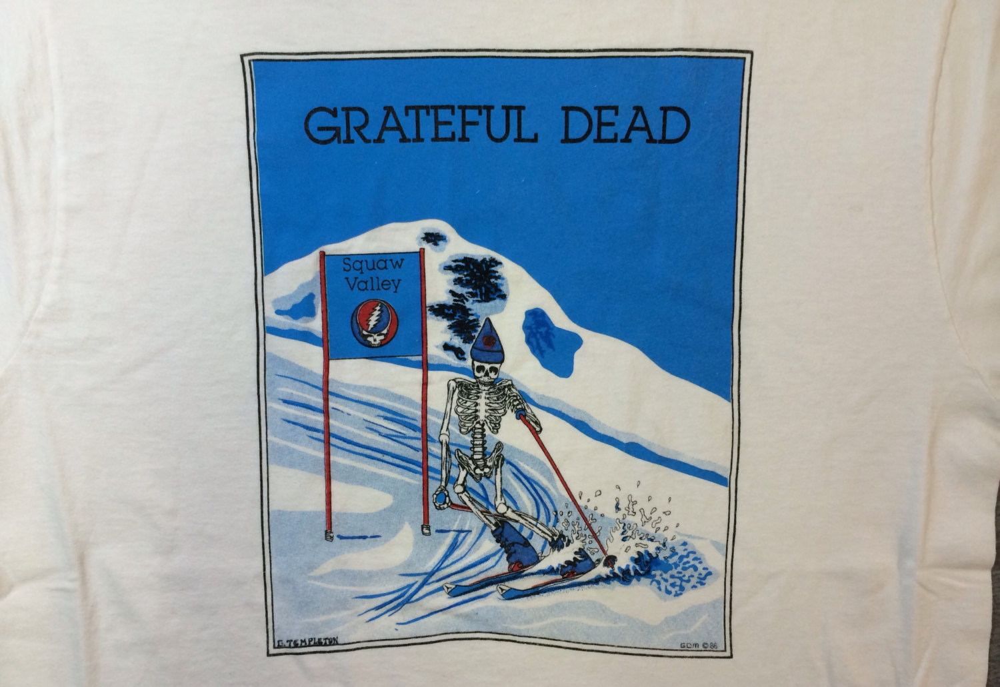 GRATEFUL DEAD
Squaw
Valley
G. TEMPLETON
GDM © 86